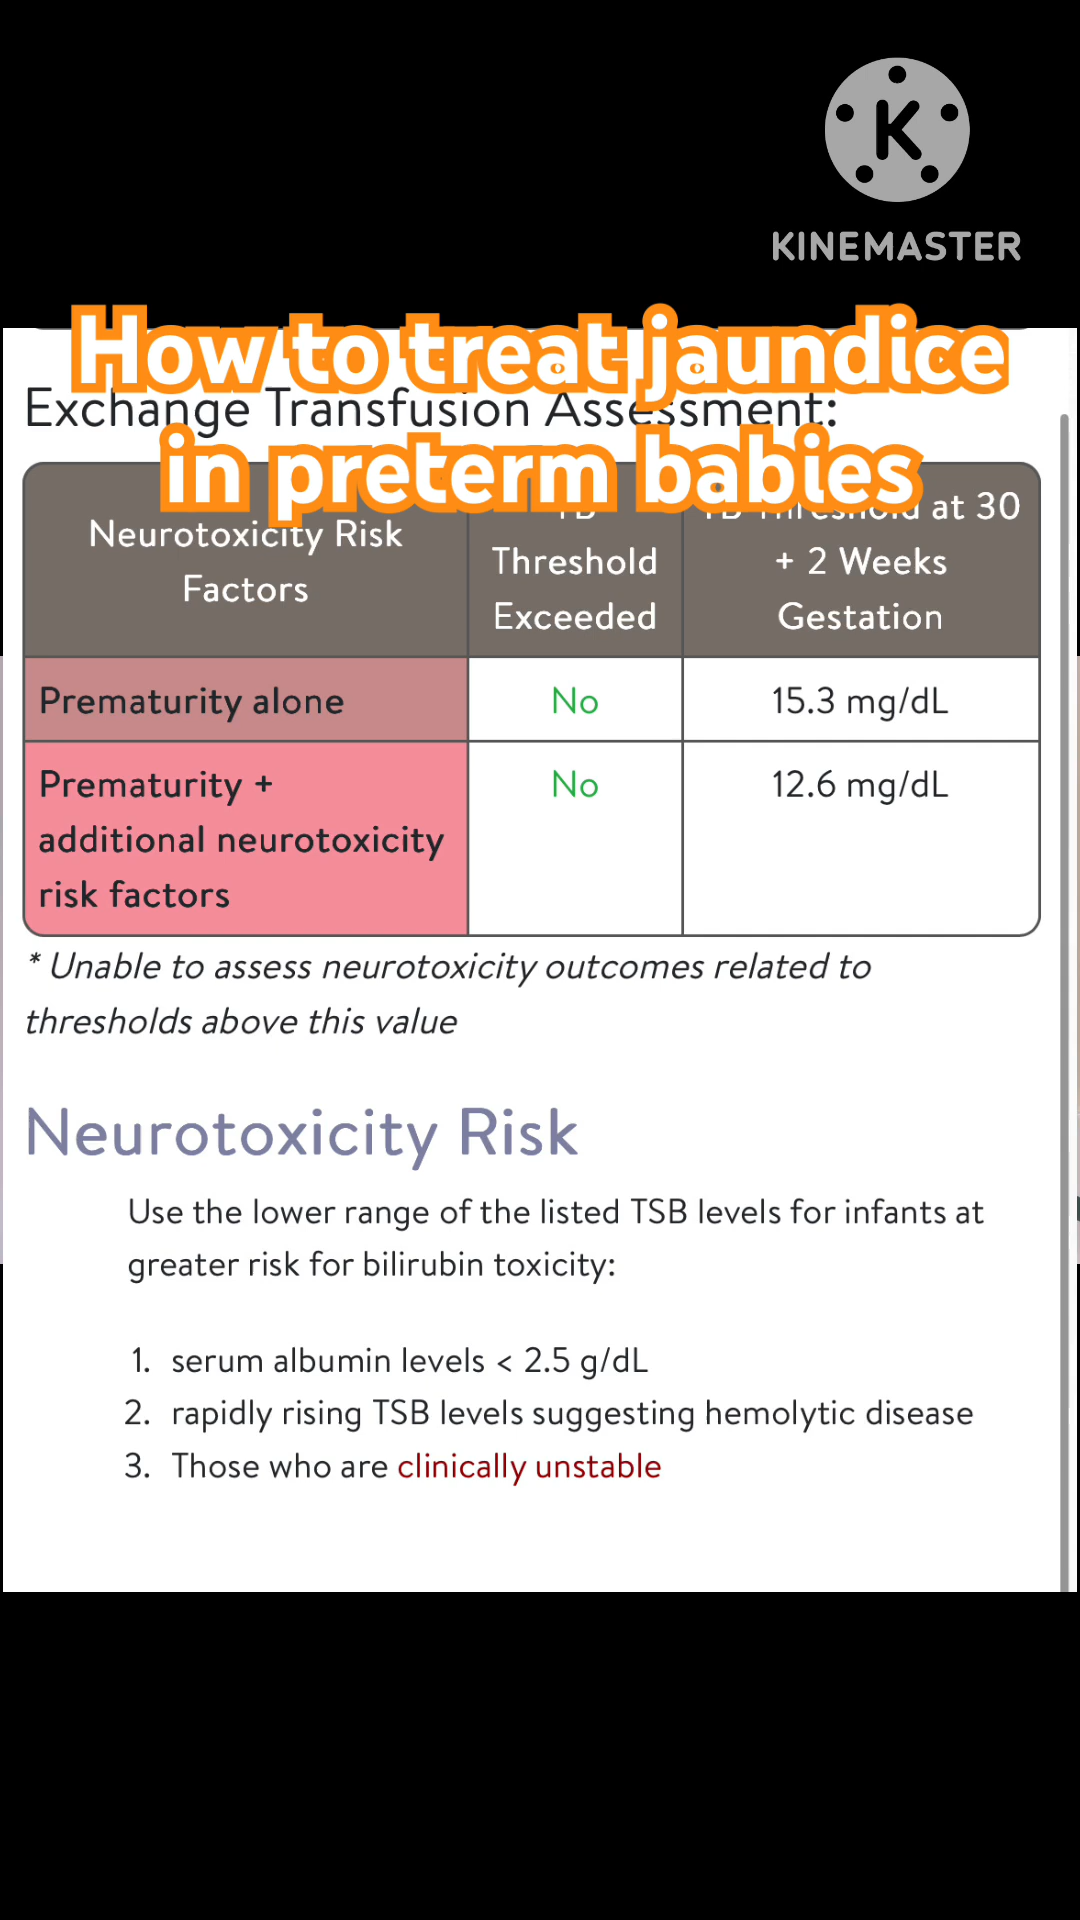 KINEMASTER
How to treat jaundice
in preterm babies
Exchange Transfusion Assessment:
Neurotoxicity Risk
Factors
TB
Threshold
Exceeded
TB Threshold at 30
+ 2 Weeks
Gestation
Prematurity alone
No
15.3 mg/dL
Prematurity +
additional neurotoxicity
risk factors
No
12.6 mg/dL
* Unable to assess neurotoxicity outcomes related to
thresholds above this value
Neurotoxicity Risk
Use the lower range of the listed TSB levels for infants at
greater risk for bilirubin toxicity:
1. serum albumin levels < 2.5 g/dL
2. rapidly rising TSB levels suggesting hemolytic disease
3. Those who are clinically unstable